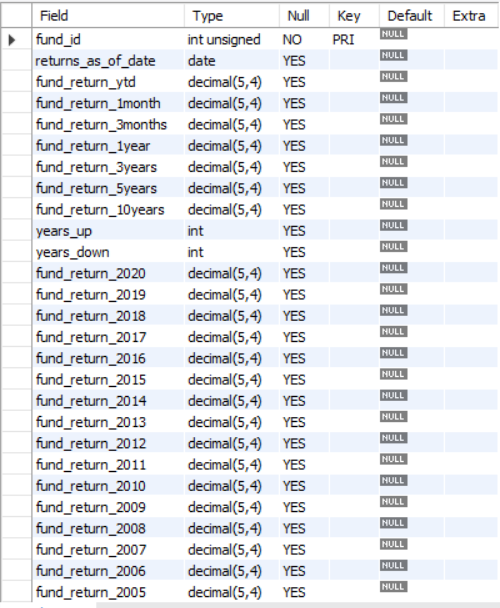 Field Type Null Key Default Extra
fund_id int unsigned NO PRI NULL
returns_as_of_date date YES NULL
fund_return_ytd decimal(5,4) YES NULL
fund_return_1month decimal(5,4) YES NULL
fund_return_3months decimal(5,4) YES NULL
fund_return_1year decimal(5,4) YES NULL
fund_return_3years decimal(5,4) YES NULL
fund_return_5years decimal(5,4) YES NULL
fund_return_10years decimal(5,4) YES NULL
years_up int YES NULL
years_down int YES NULL
fund_return_2020 decimal(5,4) YES NULL
fund_return_2019 decimal(5,4) YES NULL
fund_return_2018 decimal(5,4) YES NULL
fund_return_2017 decimal(5,4) YES NULL
fund_return_2016 decimal(5,4) YES NULL
fund_return_2015 decimal(5,4) YES NULL
fund_return_2014 decimal(5,4) YES NULL
fund_return_2013 decimal(5,4) YES NULL
fund_return_2012 decimal(5,4) YES NULL
fund_return_2011 decimal(5,4) YES NULL
fund_return_2010 decimal(5,4) YES NULL
fund_return_2009 decimal(5,4) YES NULL
fund_return_2008 decimal(5,4) YES NULL
fund_return_2007 decimal(5,4) YES NULL
fund_return_2006 decimal(5,4) YES NULL
fund_return_2005 decimal(5,4) YES NULL